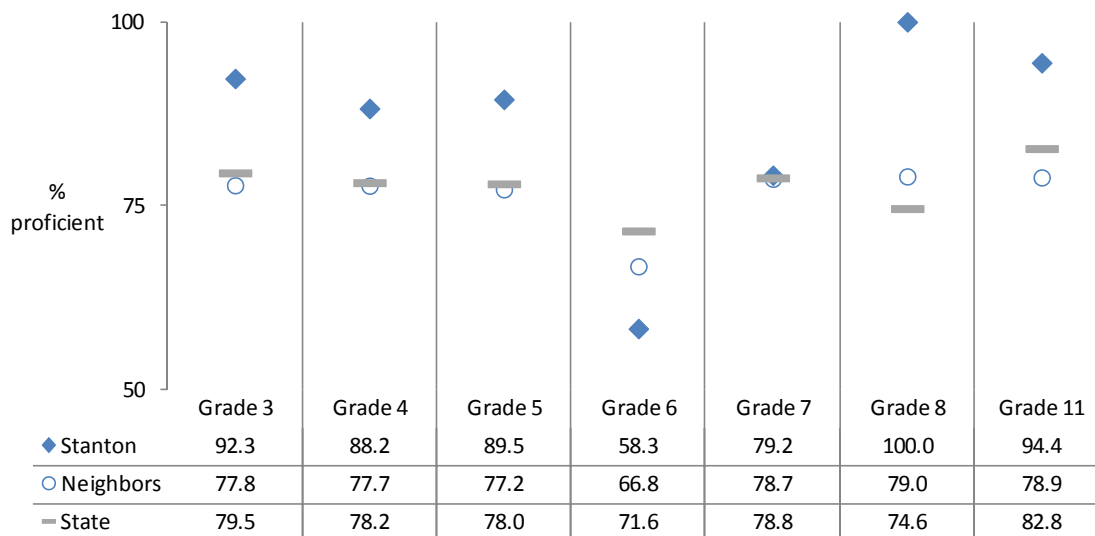 100
75
%
proficient
50
Grade 3 Grade 4 Grade 5 Grade 6 Grade 7 Grade 8 Grade 11
Stanton 92.3 88.2 89.5 58.3 79.2 100.0 94.4
Neighbors 77.8 77.7 77.2 66.8 78.7 79.0 78.9
State 79.5 78.2 78.0 71.6 78.8 74.6 82.8